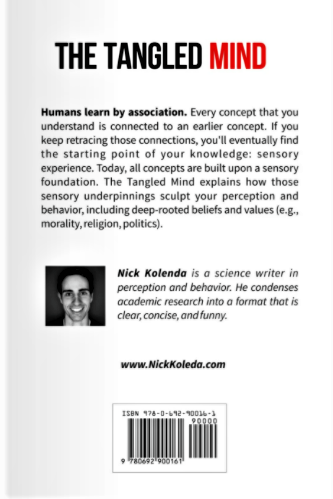 THE TANGLED MIND
Humans learn by association. Every concept that you
understand is connected to an earlier concept. If you
keep retracing those connections, you'll eventually find
the starting point of your knowledge: sensory
experience. Today, all concepts are built upon a sensory
foundation. The Tangled Mind explains how those
sensory underpinnings sculpt your perception and
behavior, including deep-rooted beliefs and values (e.g.,
morality, religion, politics).
Nick Kolenda is a science writer in
perception and behavior. He condenses
academic research into a format that is
clear, concise, and funny.
www.NickKoleda.com
ISBN 978-0-692-90016-1
90000
9 780692 900161